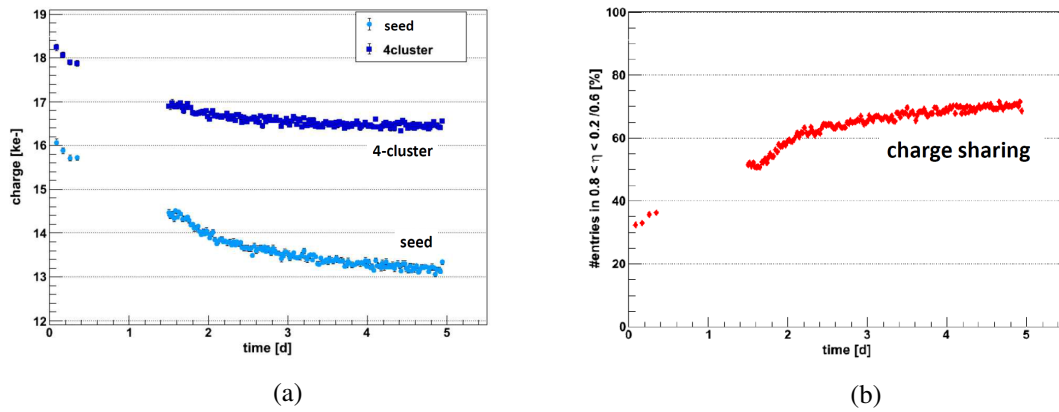 19
18
17
16
15
14
13
12
charge [ke-]
seed
4cluster
4-cluster
seed
0
1
2
3
4
5
time [d]
(a)
100
80
60
40
20
0
#entries in 0.8 < η < 0.2 /0.6 [%]
charge sharing
1
2
3
4
5
time [d]
(b)